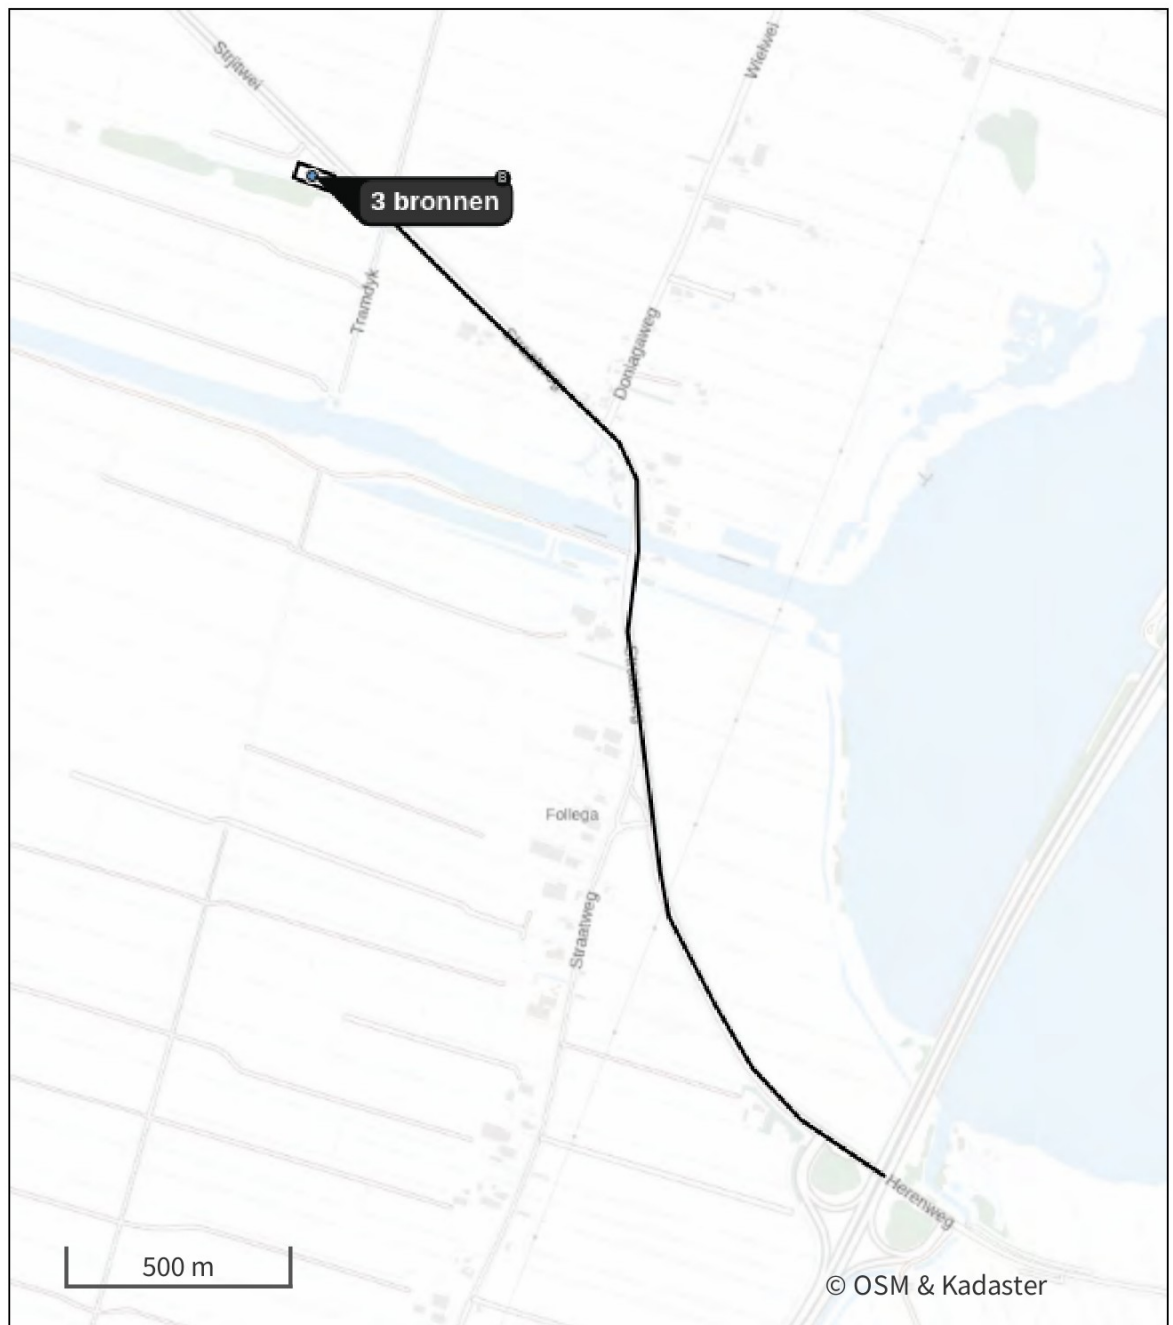 Strjitwei
Wielwei
B
3 bronnen
Tramdyk
Doniagaweg
Follega
Straatweg
Herenweg
500 m
© OSM & Kadaster